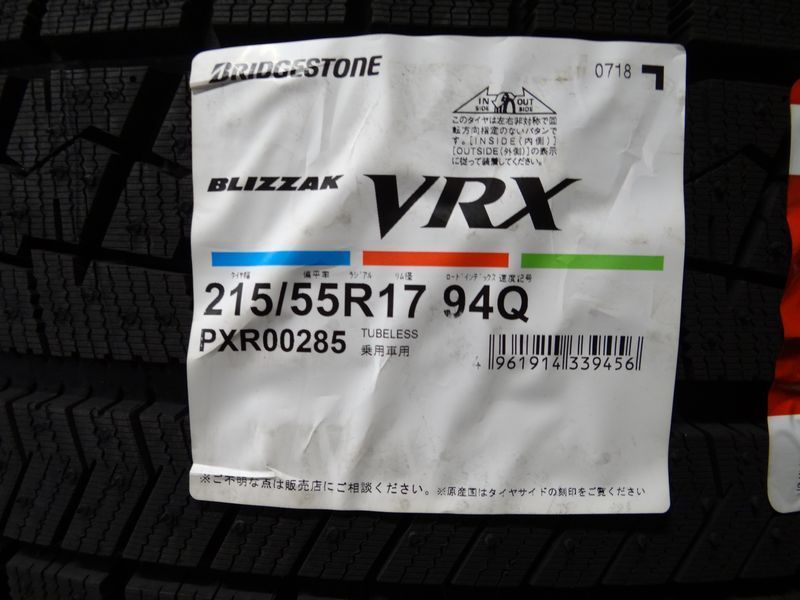 BRIDGESTONE
0718
IN SIDE
OUT SIDE
このタイヤは左右非対称で回
転方向指定のないパタンで
す。[INSIDE(内側)]
[OUTSIDE(外側)]の表示
に従って装着してください。
BLIZZAK VRX
タイヤ幅 偏平率 ラジアル リム径 ロードインデックス 速度記号
215/55R17 94Q
PXR00285
TUBELESS
乗用車用
4 961914 339456
※ご不明な点は販売店にご相談ください。※原産国はタイヤサイドの刻印をご覧ください